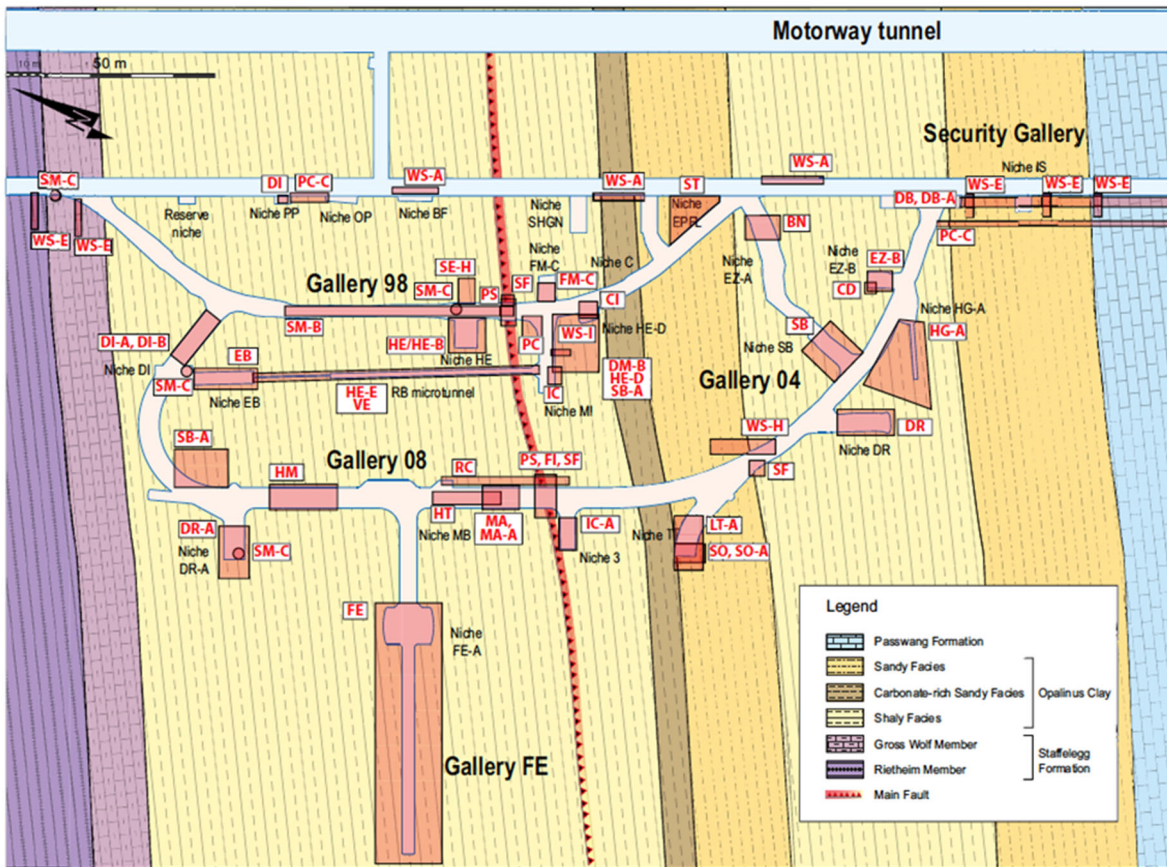 Motorway tunnel
10 m
50 m
N
Security Gallery
Niche IS
SM-C
DI
PC-C
WS-A
WS-A
ST
WS-A
DB, DB-A
WS-E
WS-E
WS-E
WS-E
WS-E
Reserve
niche
Niche PP
Niche OP
Niche BF
Niche
SHGN
Niche
EPFL
BN
PC-C
Niche
FM-C
Niche C
Niche
EZ-A
Niche
EZ-B
EZ-B
CD
Gallery 98
SE-H
SM-C
PS
SF
FM-C
CI
SM-B
HE/HE-B
Niche HE
PC
WS-I
Niche HE-D
SB
Niche SB
Niche HG-A
HG-A
DI-A, DI-B
Niche DI
EB
SM-C
Niche EB
HE-E
VE
RB microtunnel
IC
DM-B
HE-D
SB-A
Niche MI
Gallery 04
WS-H
DR
Niche DR
SF
SB-A
HM
Gallery 08
RC
PS, FI, SF
HT
Niche MB
MA,
MA-A
IC-A
Niche 3
LT-A
SO, SO-A
DR-A
Niche
DR-A
SM-C
FE
Niche
FE-A
Gallery FE
Legend
Passwang Formation
Sandy Facies
Carbonate-rich Sandy Facies
Opalinus Clay
Shaly Facies
Gross Wolf Member
Staffelegg
Formation
Rietheim Member
Main Fault